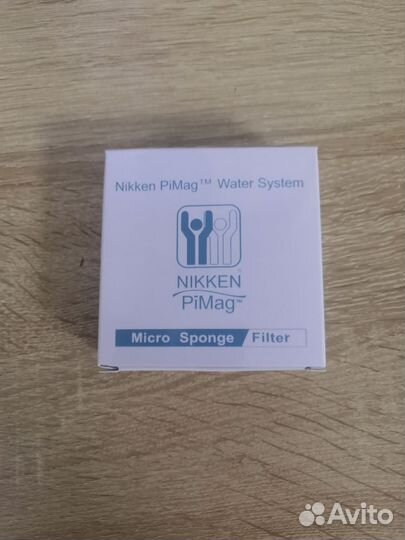 Nikken PiMag™ Water System
NIKKEN®
PiMag™
Micro Sponge Filter
Avito